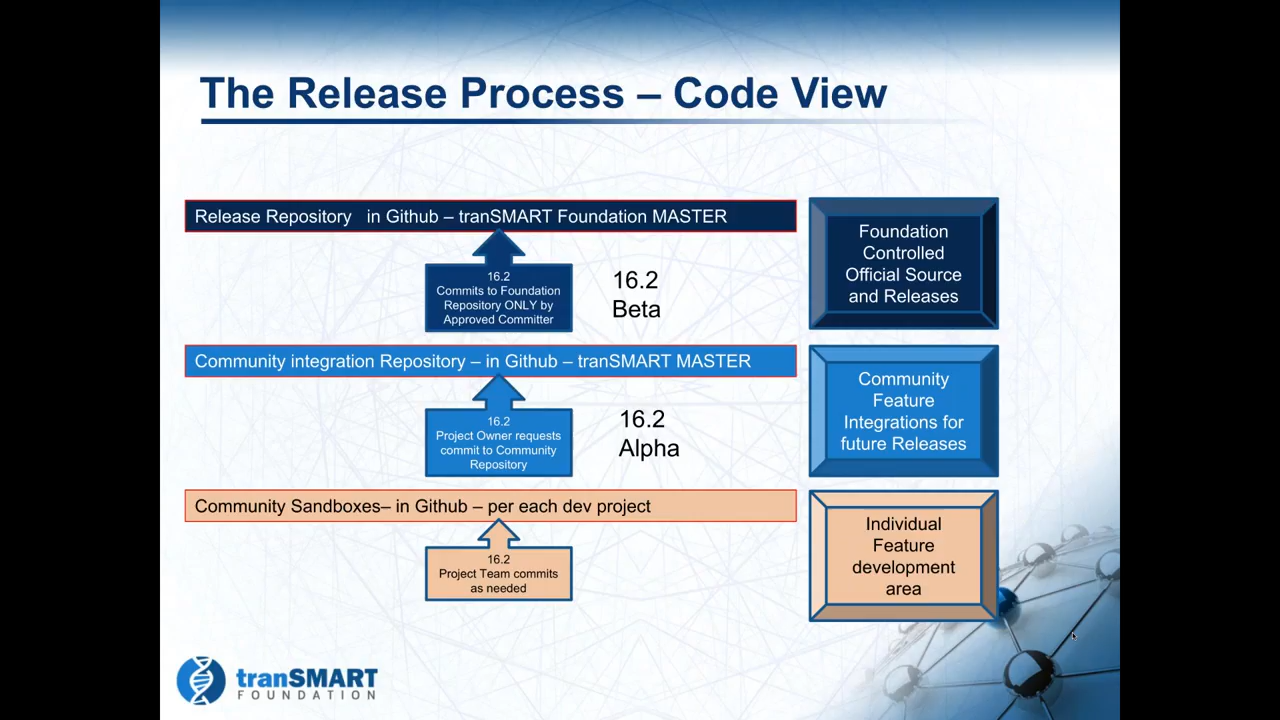 The Release Process – Code View
Release Repository in Github – tranSMART Foundation MASTER
Foundation
Controlled
Official Source
and Releases
16.2
Commits to Foundation
Repository ONLY by
Approved Committer
16.2
Beta
Community integration Repository – in Github – tranSMART MASTER
Community
Feature
Integrations for
future Releases
16.2
Project Owner requests
commit to Community
Repository
16.2
Alpha
Community Sandboxes– in Github – per each dev project
Individual
Feature
development
area
16.2
Project Team commits
as needed
tranSMART
FOUNDATION